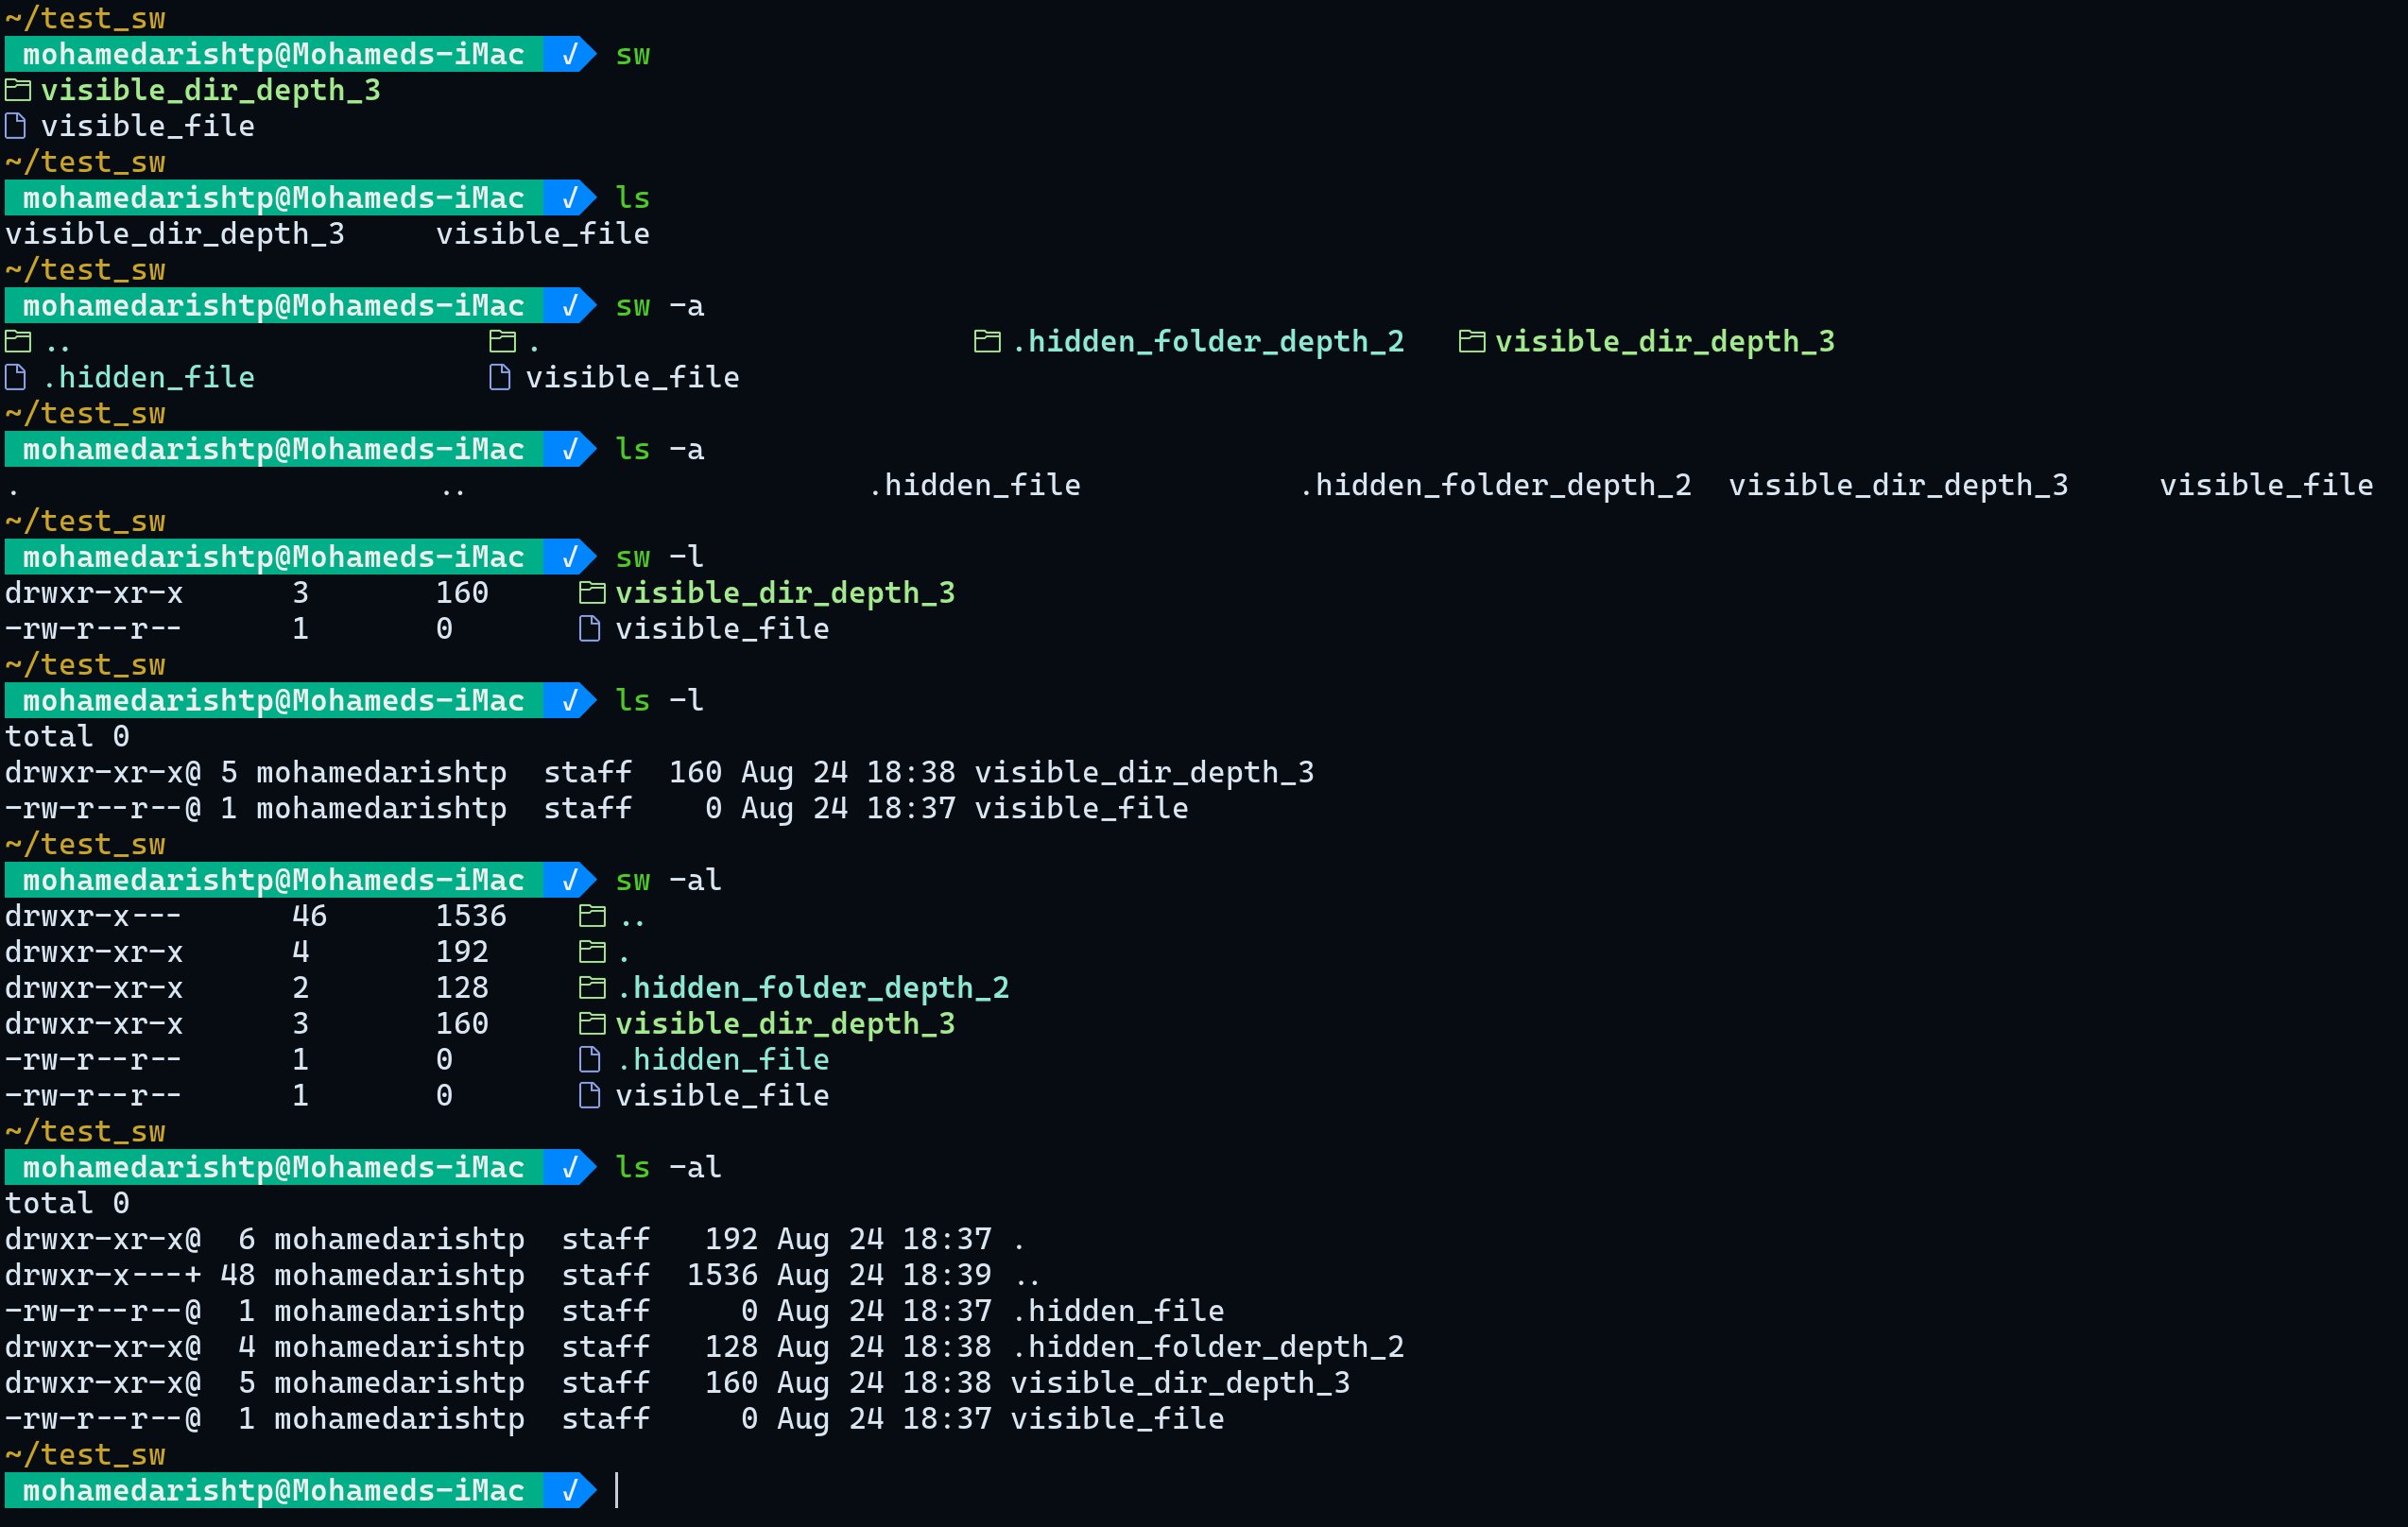 ~/test_sw
mohamedarishtp@Mohameds-iMac √ sw
visible_dir_depth_3
visible_file
~/test_sw
mohamedarishtp@Mohameds-iMac √ ls
visible_dir_depth_3     visible_file
~/test_sw
mohamedarishtp@Mohameds-iMac √ sw -a
..     .     .hidden_folder_depth_2     visible_dir_depth_3
.hidden_file     visible_file
~/test_sw
mohamedarishtp@Mohameds-iMac √ ls -a
.     ..     .hidden_file     .hidden_folder_depth_2  visible_dir_depth_3     visible_file
~/test_sw
mohamedarishtp@Mohameds-iMac √ sw -l
drwxr-xr-x      3       160     visible_dir_depth_3
-rw-r--r--      1       0       visible_file
~/test_sw
mohamedarishtp@Mohameds-iMac √ ls -l
total 0
drwxr-xr-x@ 5 mohamedarishtp  staff  160 Aug 24 18:38 visible_dir_depth_3
-rw-r--r--@ 1 mohamedarishtp  staff    0 Aug 24 18:37 visible_file
~/test_sw
mohamedarishtp@Mohameds-iMac √ sw -al
drwxr-x---      46      1536    ..
drwxr-xr-x      4       192     .
drwxr-xr-x      2       128     .hidden_folder_depth_2
drwxr-xr-x      3       160     visible_dir_depth_3
-rw-r--r--      1       0       .hidden_file
-rw-r--r--      1       0       visible_file
~/test_sw
mohamedarishtp@Mohameds-iMac √ ls -al
total 0
drwxr-xr-x@  6 mohamedarishtp  staff   192 Aug 24 18:37 .
drwxr-x---+ 48 mohamedarishtp  staff  1536 Aug 24 18:39 ..
-rw-r--r--@  1 mohamedarishtp  staff     0 Aug 24 18:37 .hidden_file
drwxr-xr-x@  4 mohamedarishtp  staff   128 Aug 24 18:38 .hidden_folder_depth_2
drwxr-xr-x@  5 mohamedarishtp  staff   160 Aug 24 18:38 visible_dir_depth_3
-rw-r--r--@  1 mohamedarishtp  staff     0 Aug 24 18:37 visible_file
~/test_sw
mohamedarishtp@Mohameds-iMac √